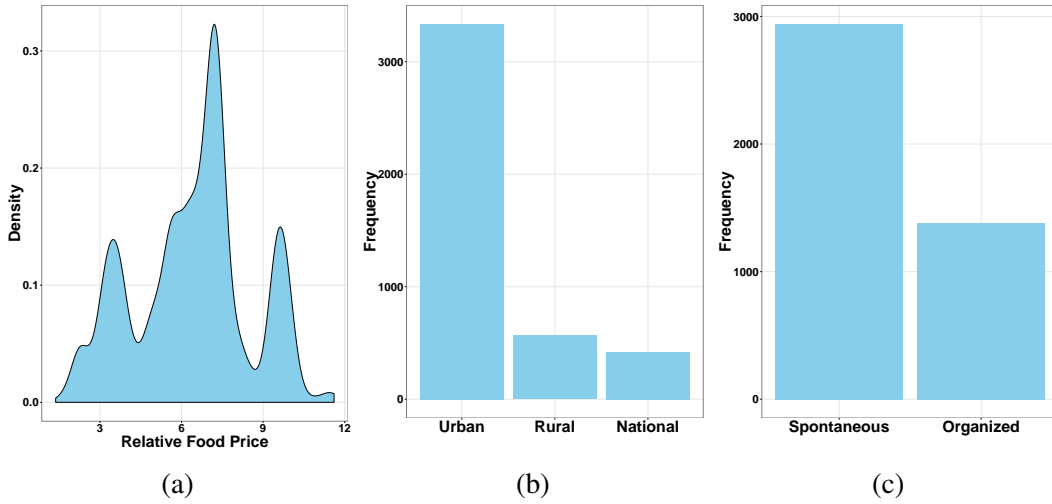 Density
0.3
0.2
0.1
0.0
3 6 9 12
Relative Food Price
(a)
Frequency
3000
2000
1000
0
Urban Rural National
(b)
Frequency
3000
2000
1000
0
Spontaneous Organized
(c)